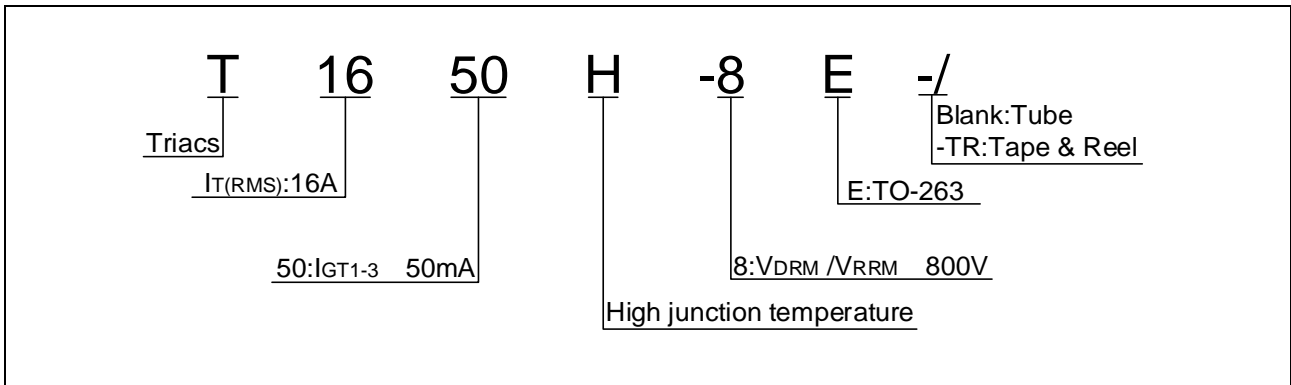 T 16 50 H -8 E -/
Blank:Tube
Triacs
-TR:Tape & Reel
IT(RMS):16A
E:TO-263
50:IGT1-3 50mA
8:VDRM /VRRM 800V
High junction temperature